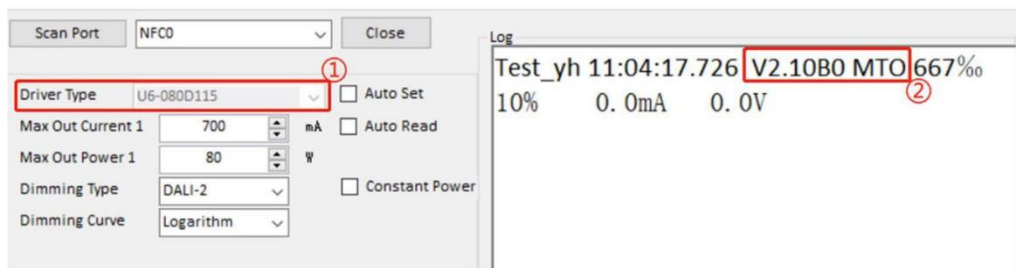 Scan Port NFC0 Close
①
Driver Type U6-080D115 Auto Set
Max Out Current 1 700 mA Auto Read
Max Out Power 1 80 W
Dimming Type DALI-2 Constant Power
Dimming Curve Logarithm
Log
Test_yh 11:04:17.726 V2.10B0 MTO 667‰
②
10% 0.0mA 0.0V